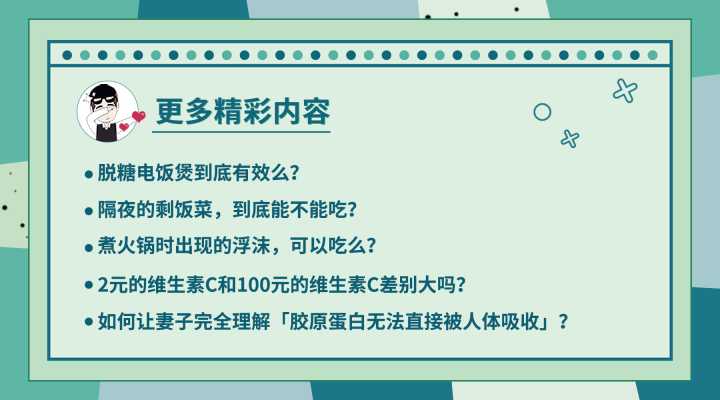 更多精彩内容
脱糖电饭煲到底有效么？
隔夜的剩饭菜，到底能不能吃？
煮火锅时出现的浮沫，可以吃么？
2元的维生素C和100元的维生素C差别大吗？
如何让妻子完全理解「胶原蛋白无法直接被人体吸收」？